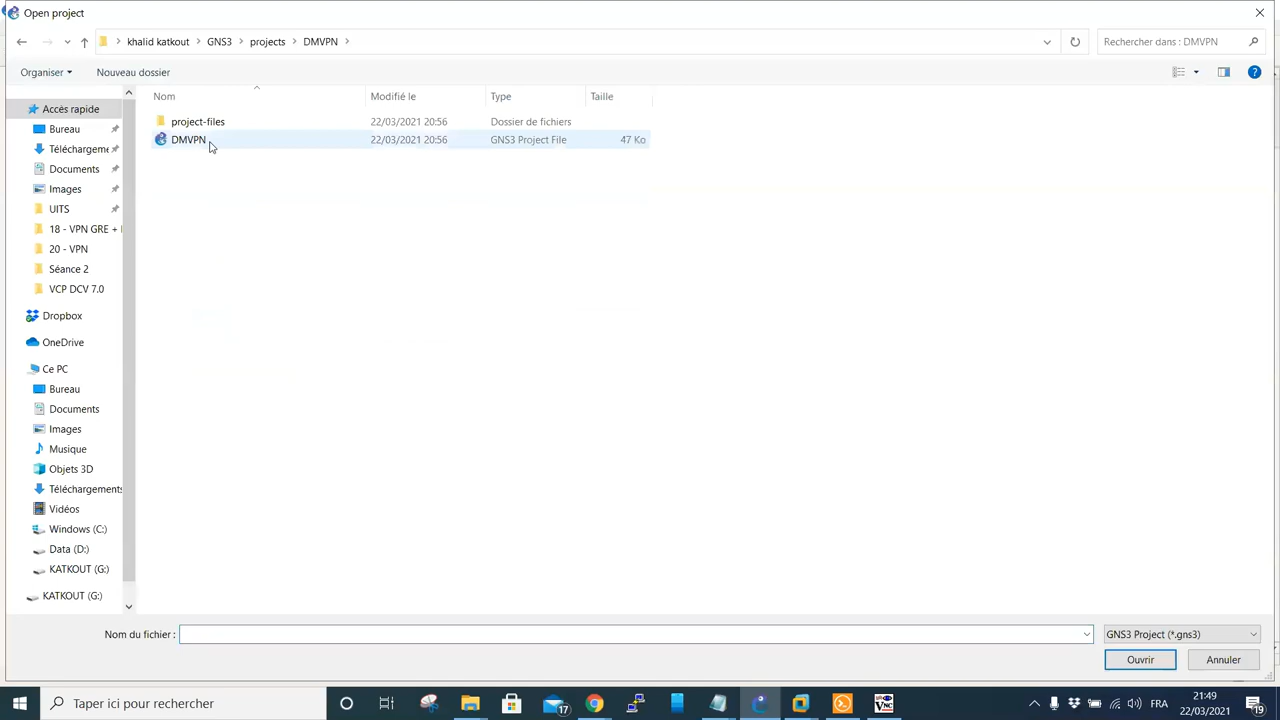 Open project
khalid katkout
GNS3
projects
DMVPN
Rechercher dans : DMVPN
Organiser
Nouveau dossier
Nom
Modifié le
Type
Taille
project-files
22/03/2021 20:56
Dossier de fichiers
DMVPN
22/03/2021 20:56
GNS3 Project File
47 Ko
Accès rapide
Bureau
Téléchargeme
Documents
Images
UITS
18 - VPN GRE +
20 - VPN
Séance 2
VCP DCV 7.0
Dropbox
OneDrive
Ce PC
Bureau
Documents
Images
Musique
Objets 3D
Téléchargements
Vidéos
Windows (C:)
Data (D:)
KATKOUT (G:)
KATKOUT (G:)
Nom du fichier :
GNS3 Project (*.gns3)
Ouvrir
Annuler
Taper ici pour rechercher
17
VNC
FRA
21:49
22/03/2021
19